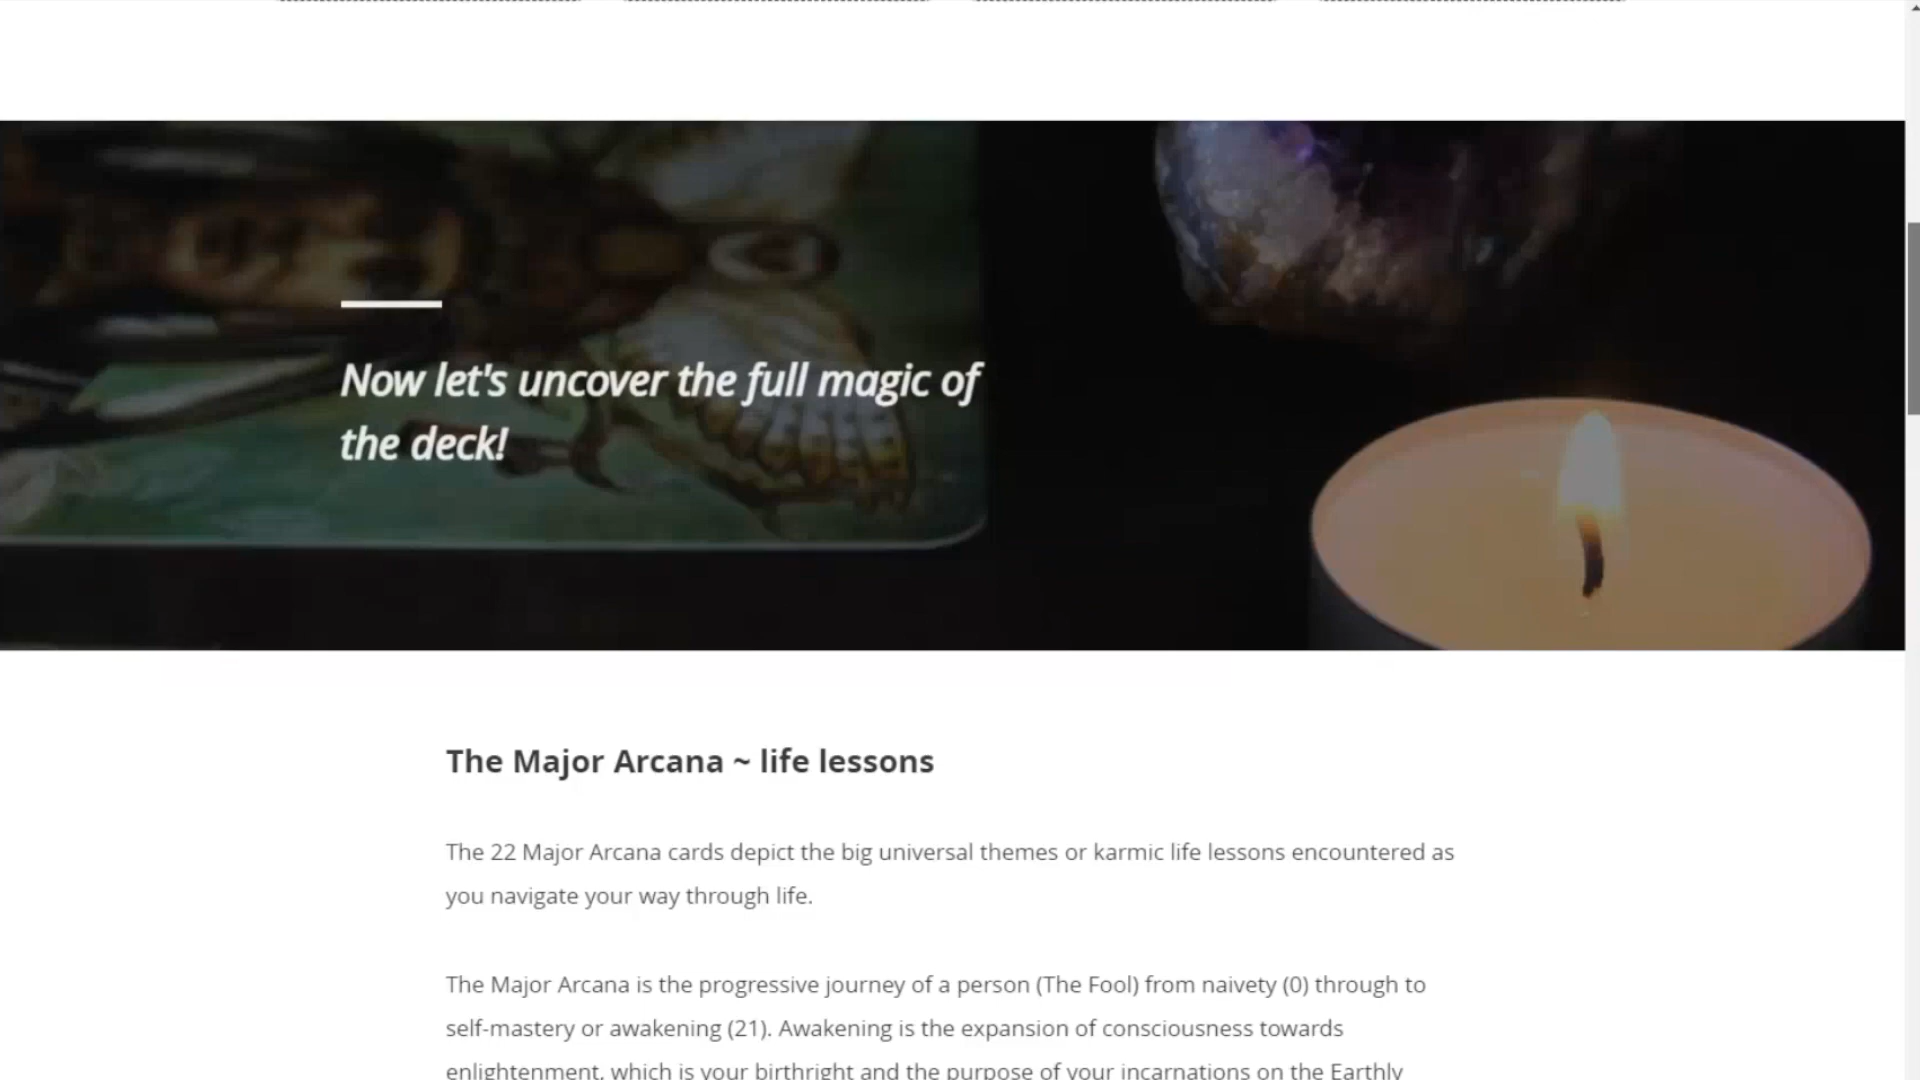 Now let's uncover the full magic of
the deck!
The Major Arcana ~ life lessons
The 22 Major Arcana cards depict the big universal themes or karmic life lessons encountered as
you navigate your way through life.
The Major Arcana is the progressive journey of a person (The Fool) from naivety (0) through to
self-mastery or awakening (21). Awakening is the expansion of consciousness towards
enlightenment, which is your birthright and the purpose of your incarnations on the Earthly